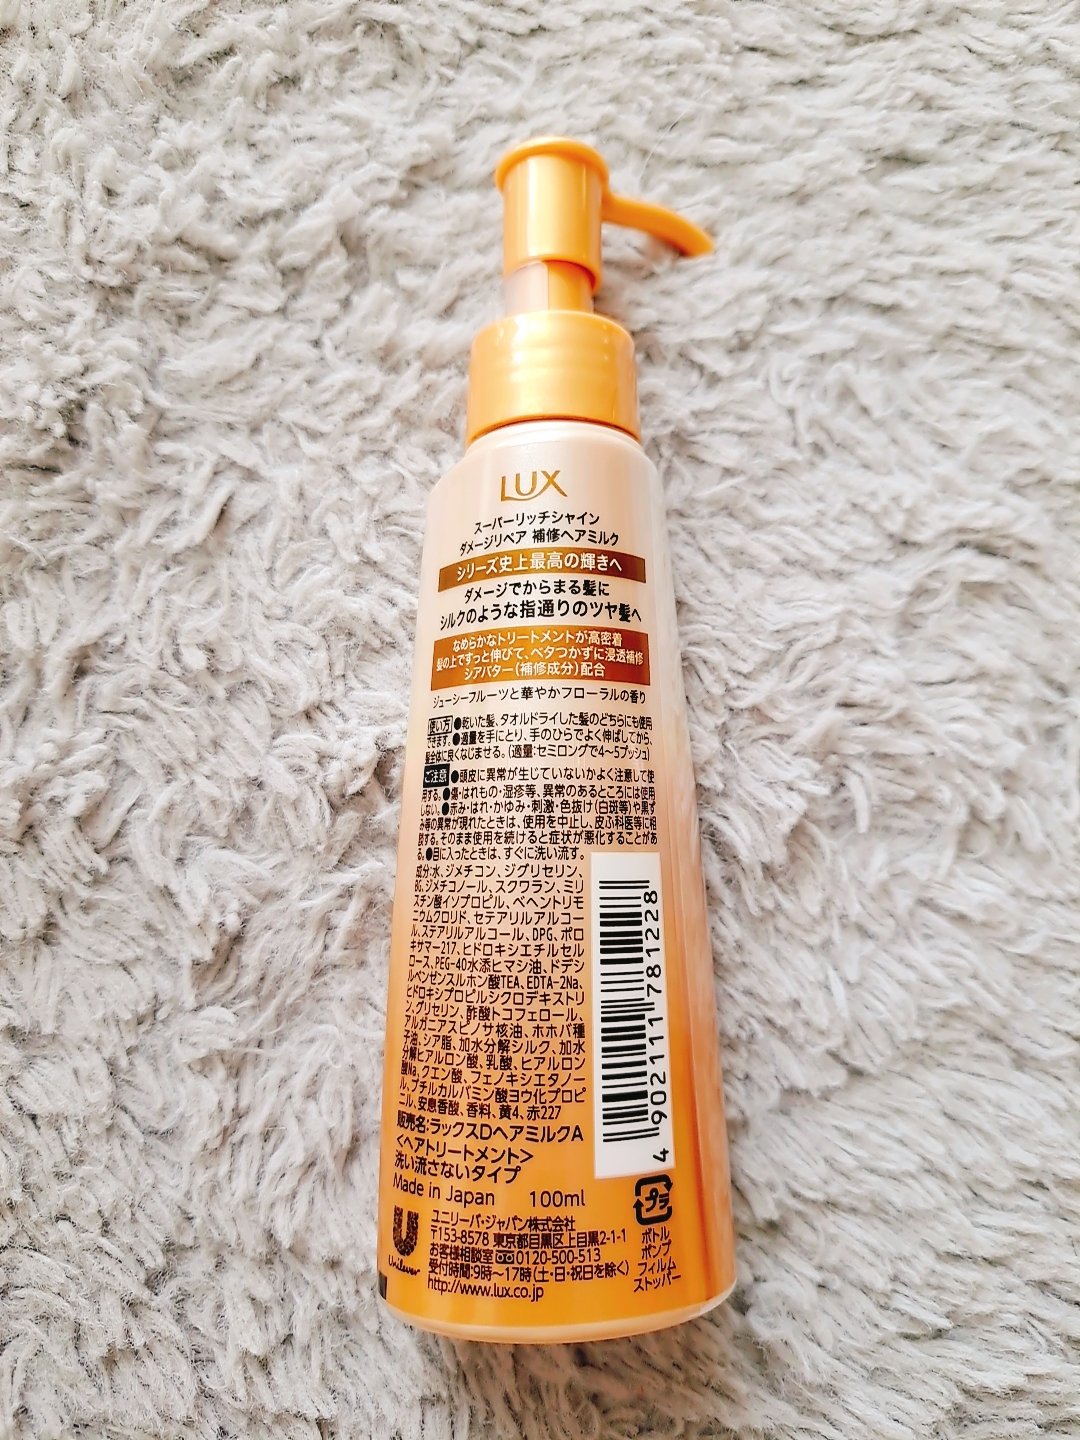 LUX
スーパーリッチシャイン
ダメージリペア 補修ヘアミルク
シリーズ史上最高の輝きへ
ダメージでからまる髪に
シルクのような指通りのツヤ髪へ
なめらかなトリートメントが高密着
髪の上ですっと伸びて、ベタつかずに浸透補修
シアバター(補修成分)配合
ジューシーフルーツと華やかフローラルの香り
使い方 ●乾いた髪、タオルドライした髪のどちらにも使用
できます。●適量を手にとり、手のひらでよく伸ばしてから、
髪全体に良くなじませる。(適量:セミロングで4〜5プッシュ)
ご注意 ●頭皮に異常が生じていないかよく注意して使
用する。●傷・はれもの・湿疹等、異常のあるところには使用
しない。●赤み・はれ・かゆみ・刺激・色抜け(白斑等)や黒ず
み等の異常が現れたときは、使用を中止し、皮ふ科医等に相
談する。そのまま使用を続けると症状が悪化することがあ
る。●目に入ったときは、すぐに洗い流す。
成分:水、ジメチコン、ジグリセリン、
BG、ジメチコノール、スクワラン、ミリ
スチン酸イソプロピル、ベヘントリモ
ニウムクロリド、セテアリルアルコー
ル、ステアリルアルコール、DPG、ポロ
キサマー217、ヒドロキシエチルセル
ロース、PEG-40水添ヒマシ油、ドデシ
ルベンゼンスルホン酸TEA、EDTA-2Na、
ヒドロキシプロピルシクロデキストリ
ン、グリセリン、酢酸トコフェロール、
アルガニアスピノサ核油、ホホバ種
子油、シア脂、加水分解シルク、加水
分解ヒアルロン酸、乳酸、ヒアルロン
酸Na、クエン酸、フェノキシエタノー
ル、ブチルカルバミン酸ヨウ化プロピ
ニル、安息香酸、香料、黄4、赤227
販売名:ラックスDヘアミルクA
<ヘアトリートメント>
洗い流さないタイプ
Made in Japan 100ml
4 902111 781228
Unilever
ユニリーバ・ジャパン株式会社
〒153-8578 東京都目黒区上目黒2-1-1
お客様相談室 0120-500-513
受付時間:9時〜17時(土・日・祝日を除く)
http://www.lux.co.jp
プラ
ボトル
ポンプ
フィルム
ストッパー